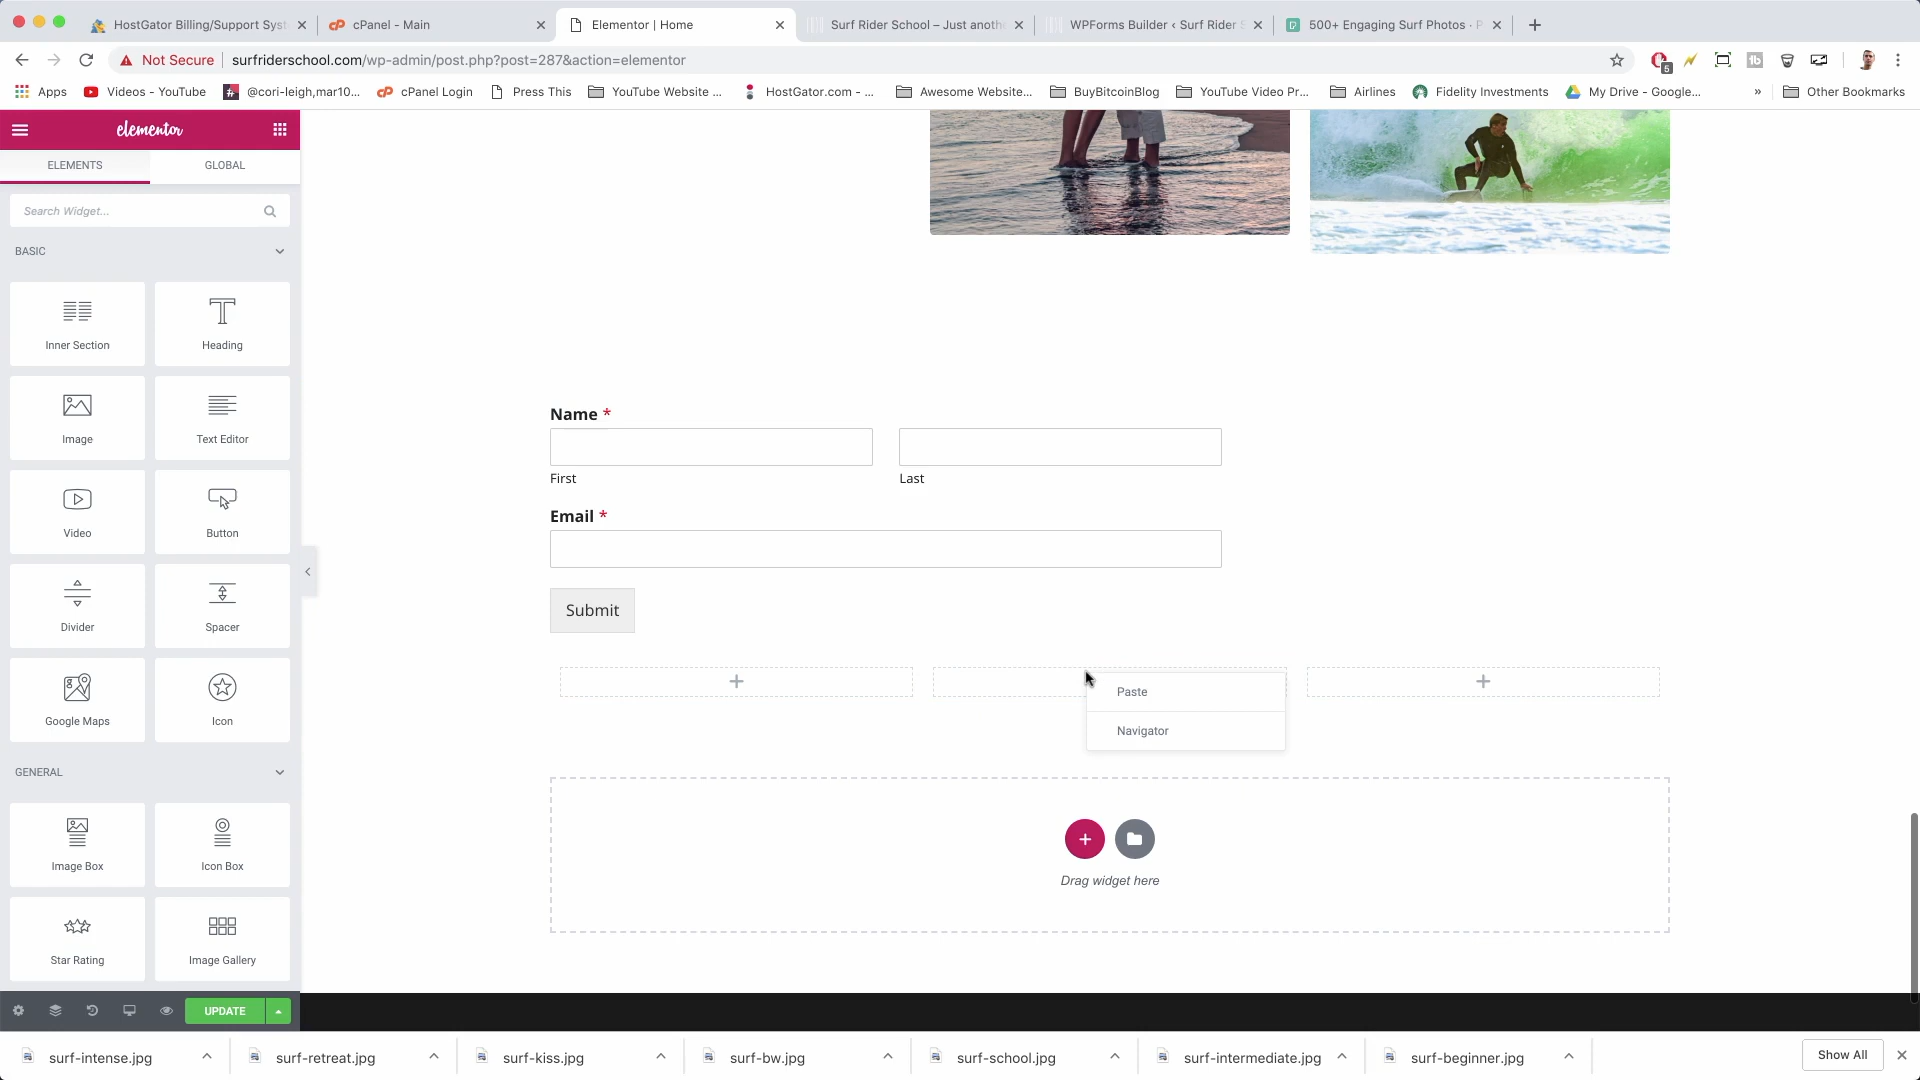 HostGator Billing/Support Syst
cPanel - Main
Elementor | Home
Surf Rider School – Just anoth
WPForms Builder ‹ Surf Rider S
500+ Engaging Surf Photos · P
Not Secure
surfriderschool.com/wp-admin/post.php?post=287&action=elementor
5
Apps
Videos - YouTube
@cori-leigh,mar10...
cPanel Login
Press This
YouTube Website ...
HostGator.com - ...
Awesome Website...
BuyBitcoinBlog
YouTube Video Pr...
Airlines
Fidelity Investments
My Drive - Google...
»
Other Bookmarks
elementor
ELEMENTS
GLOBAL
Search Widget...
BASIC
Inner Section
Heading
Image
Text Editor
Video
Button
Divider
Spacer
Google Maps
Icon
GENERAL
Image Box
Icon Box
Star Rating
Image Gallery
UPDATE
Name *
First
Last
Email *
Submit
Paste
Navigator
Drag widget here
surf-intense.jpg
surf-retreat.jpg
surf-kiss.jpg
surf-bw.jpg
surf-school.jpg
surf-intermediate.jpg
surf-beginner.jpg
Show All